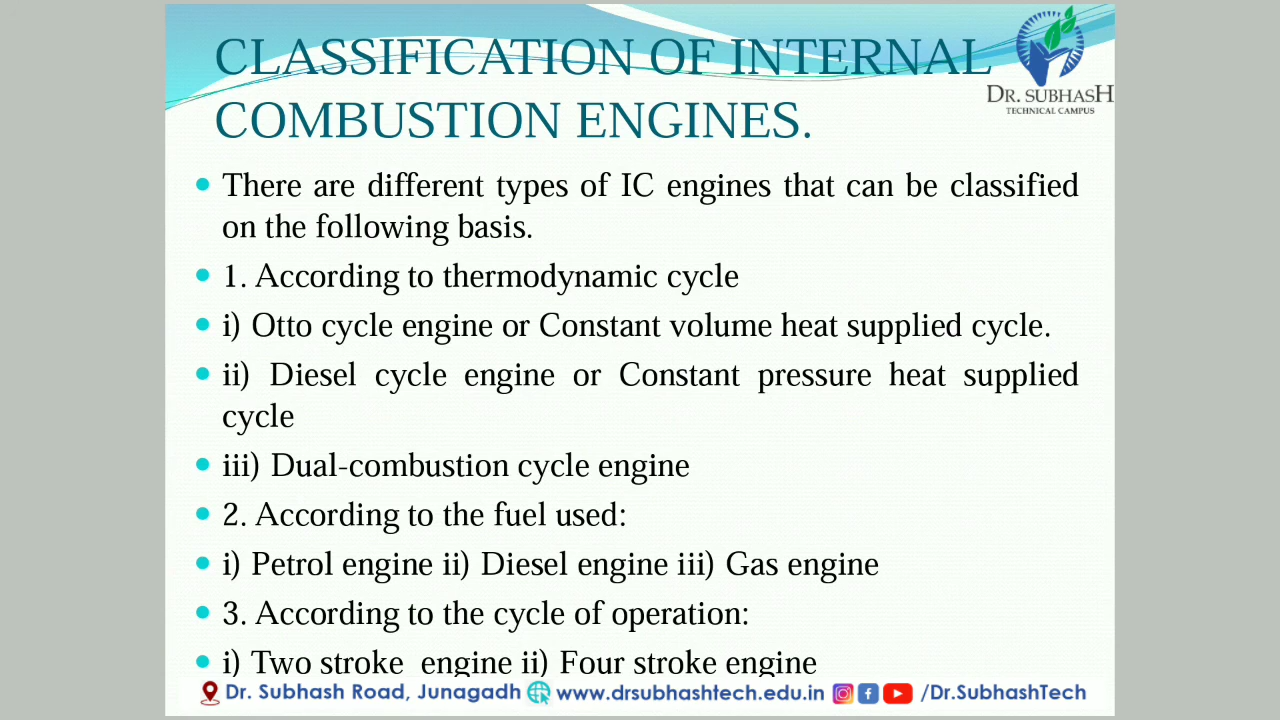 CLASSIFICATION OF INTERNAL
COMBUSTION ENGINES.
DR. SUBHASH
TECHNICAL CAMPUS
There are different types of IC engines that can be classified
on the following basis.
1. According to thermodynamic cycle
i) Otto cycle engine or Constant volume heat supplied cycle.
ii) Diesel cycle engine or Constant pressure heat supplied
cycle
iii) Dual-combustion cycle engine
2. According to the fuel used:
i) Petrol engine ii) Diesel engine iii) Gas engine
3. According to the cycle of operation:
i) Two stroke  engine ii) Four stroke engine
Dr. Subhash Road, Junagadh www.drsubhashtech.edu.in /Dr.SubhashTech